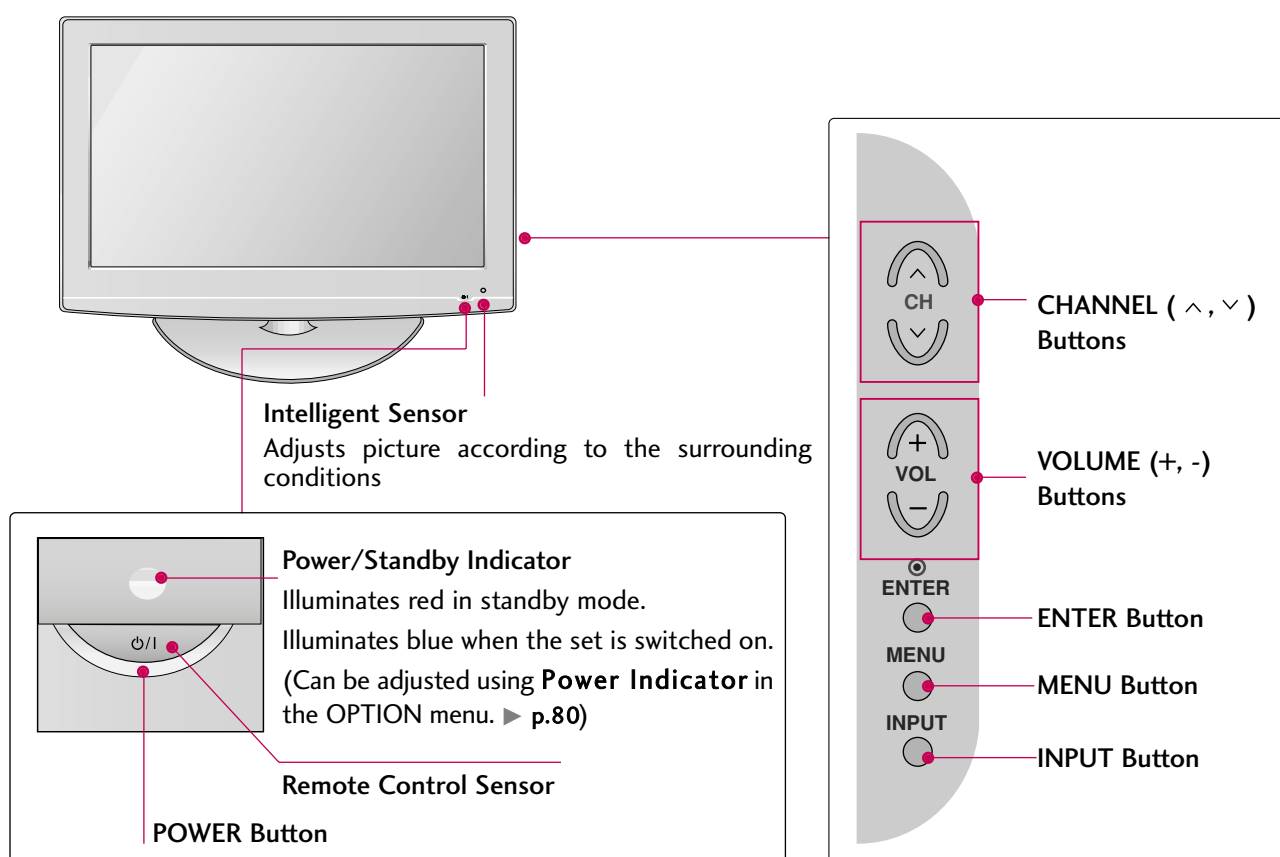 Intelligent Sensor
Adjusts picture according to the surrounding
conditions
Power/Standby Indicator
Illuminates red in standby mode.
Illuminates blue when the set is switched on.
(Can be adjusted using Power Indicator in
the OPTION menu. ▶ p.80)
⏻/I
Remote Control Sensor
POWER Button
CH
VOL
+
−
ENTER
MENU
INPUT
CHANNEL ( ︿ , ﹀ )
Buttons
VOLUME (+, -)
Buttons
ENTER Button
MENU Button
INPUT Button